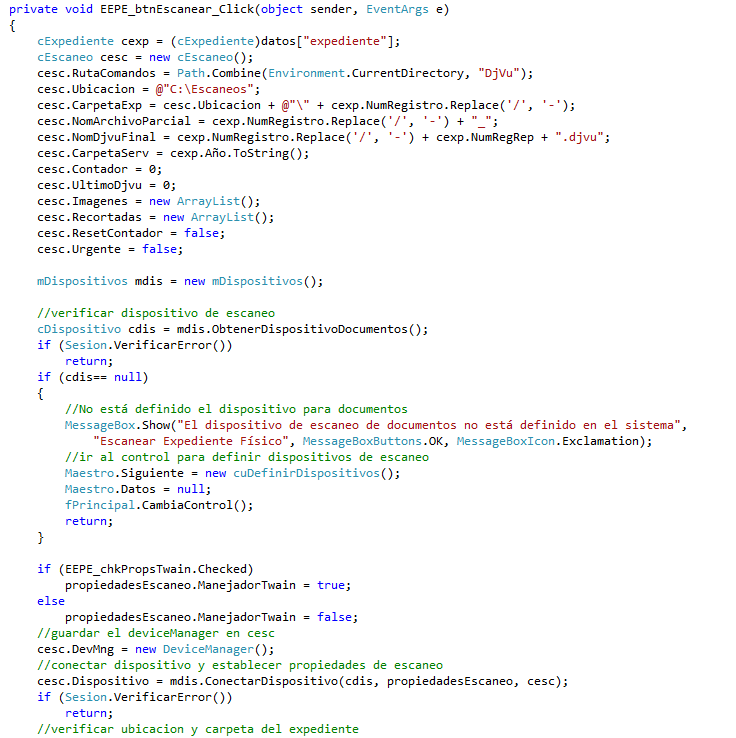 private void EEPE_btnEscanear_Click(object sender, EventArgs e)
{
    cExpediente cexp = (cExpediente)datos["expediente"];
    cEscaneo cesc = new cEscaneo();
    cesc.RutaComandos = Path.Combine(Environment.CurrentDirectory, "DjVu");
    cesc.Ubicacion = @"C:\Escaneos";
    cesc.CarpetaExp = cesc.Ubicacion + @"\" + cexp.NumRegistro.Replace('/', '-');
    cesc.NomArchivoParcial = cexp.NumRegistro.Replace('/', '-') + "_";
    cesc.NomDjvuFinal = cexp.NumRegistro.Replace('/', '-') + cexp.NumRegRep + ".djvu";
    cesc.CarpetaServ = cexp.Año.ToString();
    cesc.Contador = 0;
    cesc.UltimoDjvu = 0;
    cesc.Imagenes = new ArrayList();
    cesc.Recortadas = new ArrayList();
    cesc.ResetContador = false;
    cesc.Urgente = false;

    mDispositivos mdis = new mDispositivos();

    //verificar dispositivo de escaneo
    cDispositivo cdis = mdis.ObtenerDispositivoDocumentos();
    if (Sesion.VerificarError())
        return;
    if (cdis== null)
    {
        //No está definido el dispositivo para documentos
        MessageBox.Show("El dispositivo de escaneo de documentos no está definido en el sistema",
            "Escanear Expediente Físico", MessageBoxButtons.OK, MessageBoxIcon.Exclamation);
        //ir al control para definir dispositivos de escaneo
        Maestro.Siguiente = new cuDefinirDispositivos();
        Maestro.Datos = null;
        fPrincipal.CambiaControl();
        return;
    }

    if (EEPE_chkPropsTwain.Checked)
        propiedadesEscaneo.ManejadorTwain = true;
    else
        propiedadesEscaneo.ManejadorTwain = false;
    //guardar el deviceManager en cesc
    cesc.DevMng = new DeviceManager();
    //conectar dispositivo y establecer propiedades de escaneo
    cesc.Dispositivo = mdis.ConectarDispositivo(cdis, propiedadesEscaneo, cesc);
    if (Sesion.VerificarError())
        return;
    //verificar ubicacion y carpeta del expediente